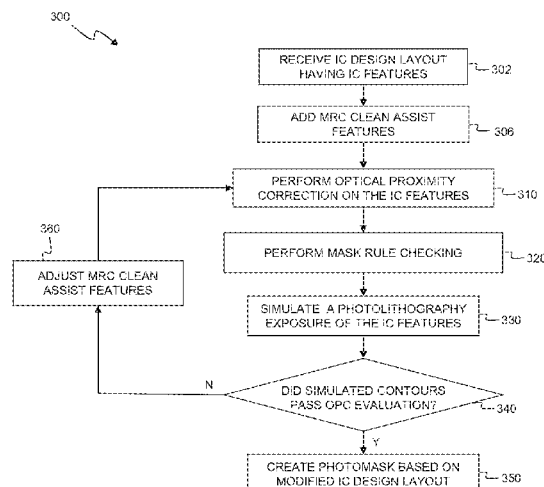 300
RECEIVE IC DESIGN LAYOUT
HAVING IC FEATURES
302
ADD MRC CLEAN ASSIST
FEATURES
306
PERFORM OPTICAL PROXIMITY
CORRECTION ON THE IC FEATURES
310
PERFORM MASK RULE CHECKING
320
360
ADJUST MRC CLEAN
ASSIST FEATURES
SIMULATE A PHOTOLITHOGRAPHY
EXPOSURE OF THE IC FEATURES
330
N
DID SIMULATED CONTOURS
PASS OPC EVALUATION?
340
Y
CREATE PHOTOMASK BASED ON
MODIFIED IC DESIGN LAYOUT
350